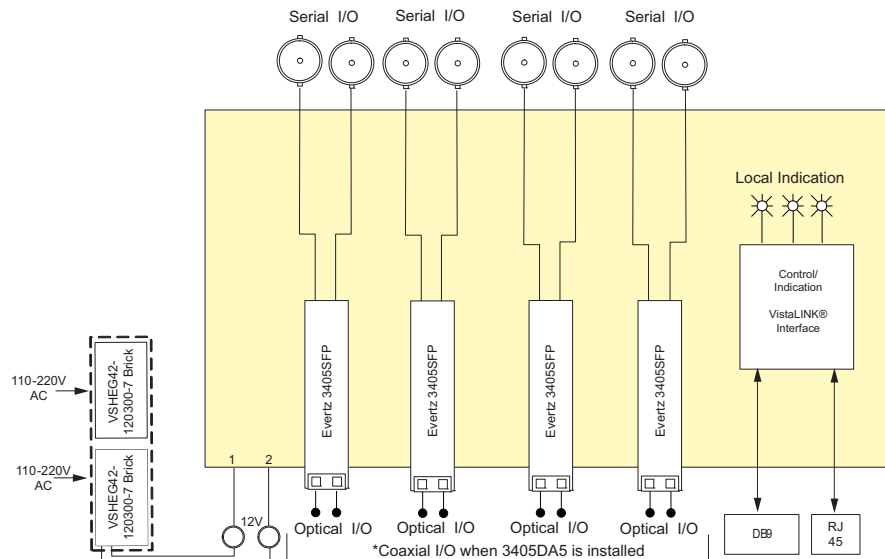 Serial I/O
Serial I/O
Serial I/O
Serial I/O
Local Indication
Control/
Indication
VistaLINK®
Interface
Evertz 3405SFP
Evertz 3405SFP
Evertz 3405SFP
Evertz 3405SFP
110-220V
AC
VSHEG42-
120300-7 Brick
110-220V
AC
VSHEG42-
120300-7 Brick
1
2
12V
Optical I/O
Optical I/O
Optical I/O
Optical I/O
*Coaxial I/O when 3405DA5 is installed
DB9
RJ
45